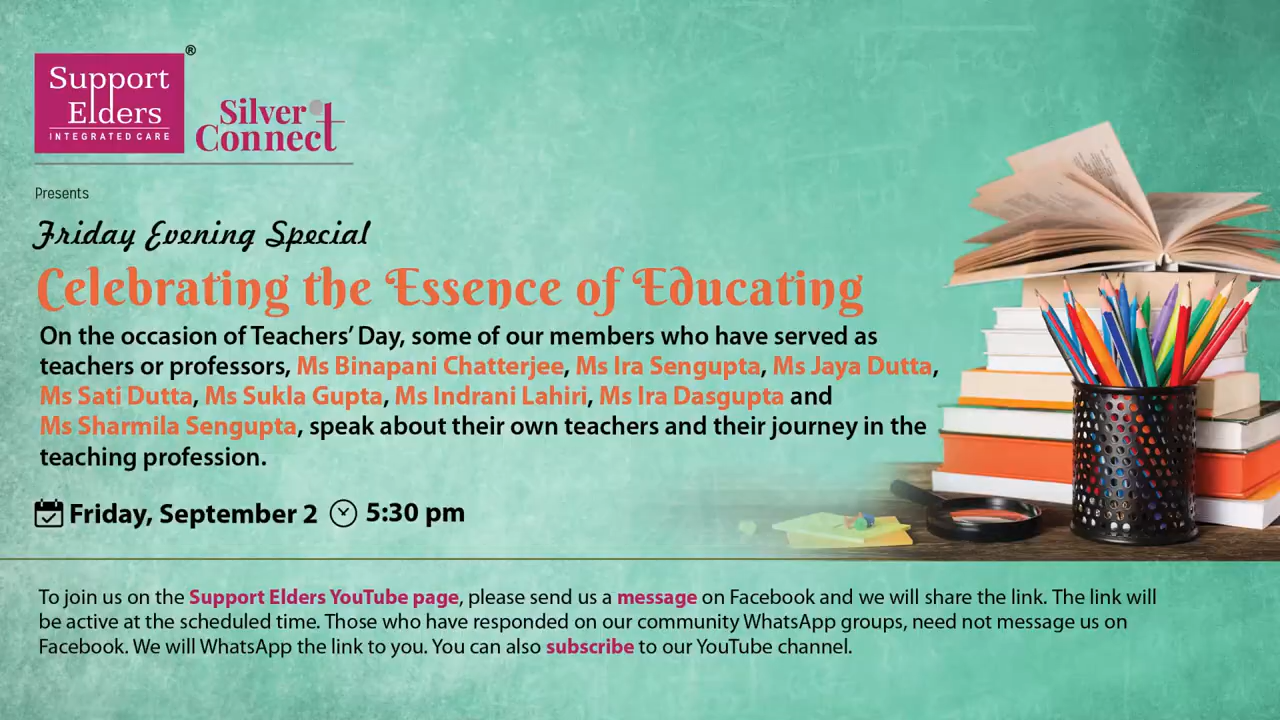 Support
Elders
INTEGRATED CARE
®
Silver
Connect
Presents
Friday Evening Special
Celebrating the Essence of Educating
On the occasion of Teachers’ Day, some of our members who have served as
teachers or professors, Ms Binapani Chatterjee, Ms Ira Sengupta, Ms Jaya Dutta,
Ms Sati Dutta, Ms Sukla Gupta, Ms Indrani Lahiri, Ms Ira Dasgupta and
Ms Sharmila Sengupta, speak about their own teachers and their journey in the
teaching profession.
Friday, September 2 5:30 pm
To join us on the Support Elders YouTube page, please send us a message on Facebook and we will share the link. The link will
be active at the scheduled time. Those who have responded on our community WhatsApp groups, need not message us on
Facebook. We will WhatsApp the link to you. You can also subscribe to our YouTube channel.